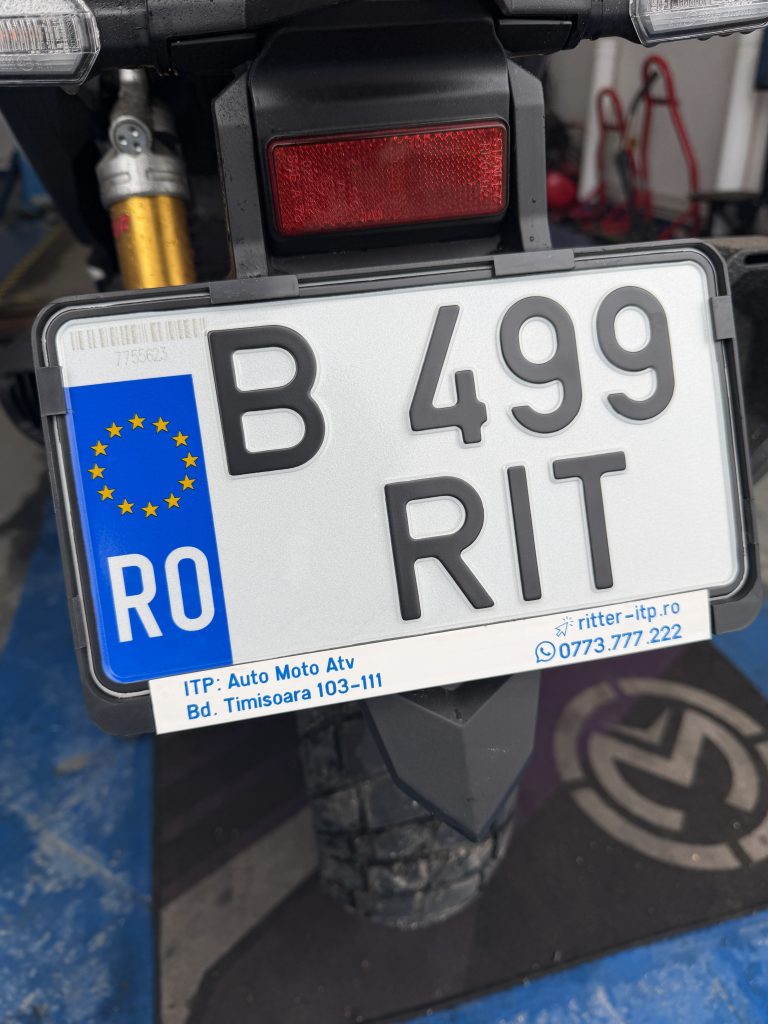 7755623
B 499
RO
RIT
ITP: Auto Moto Atv
Bd. Timisoara 103-111
ritter-itp.ro
0773.777.222